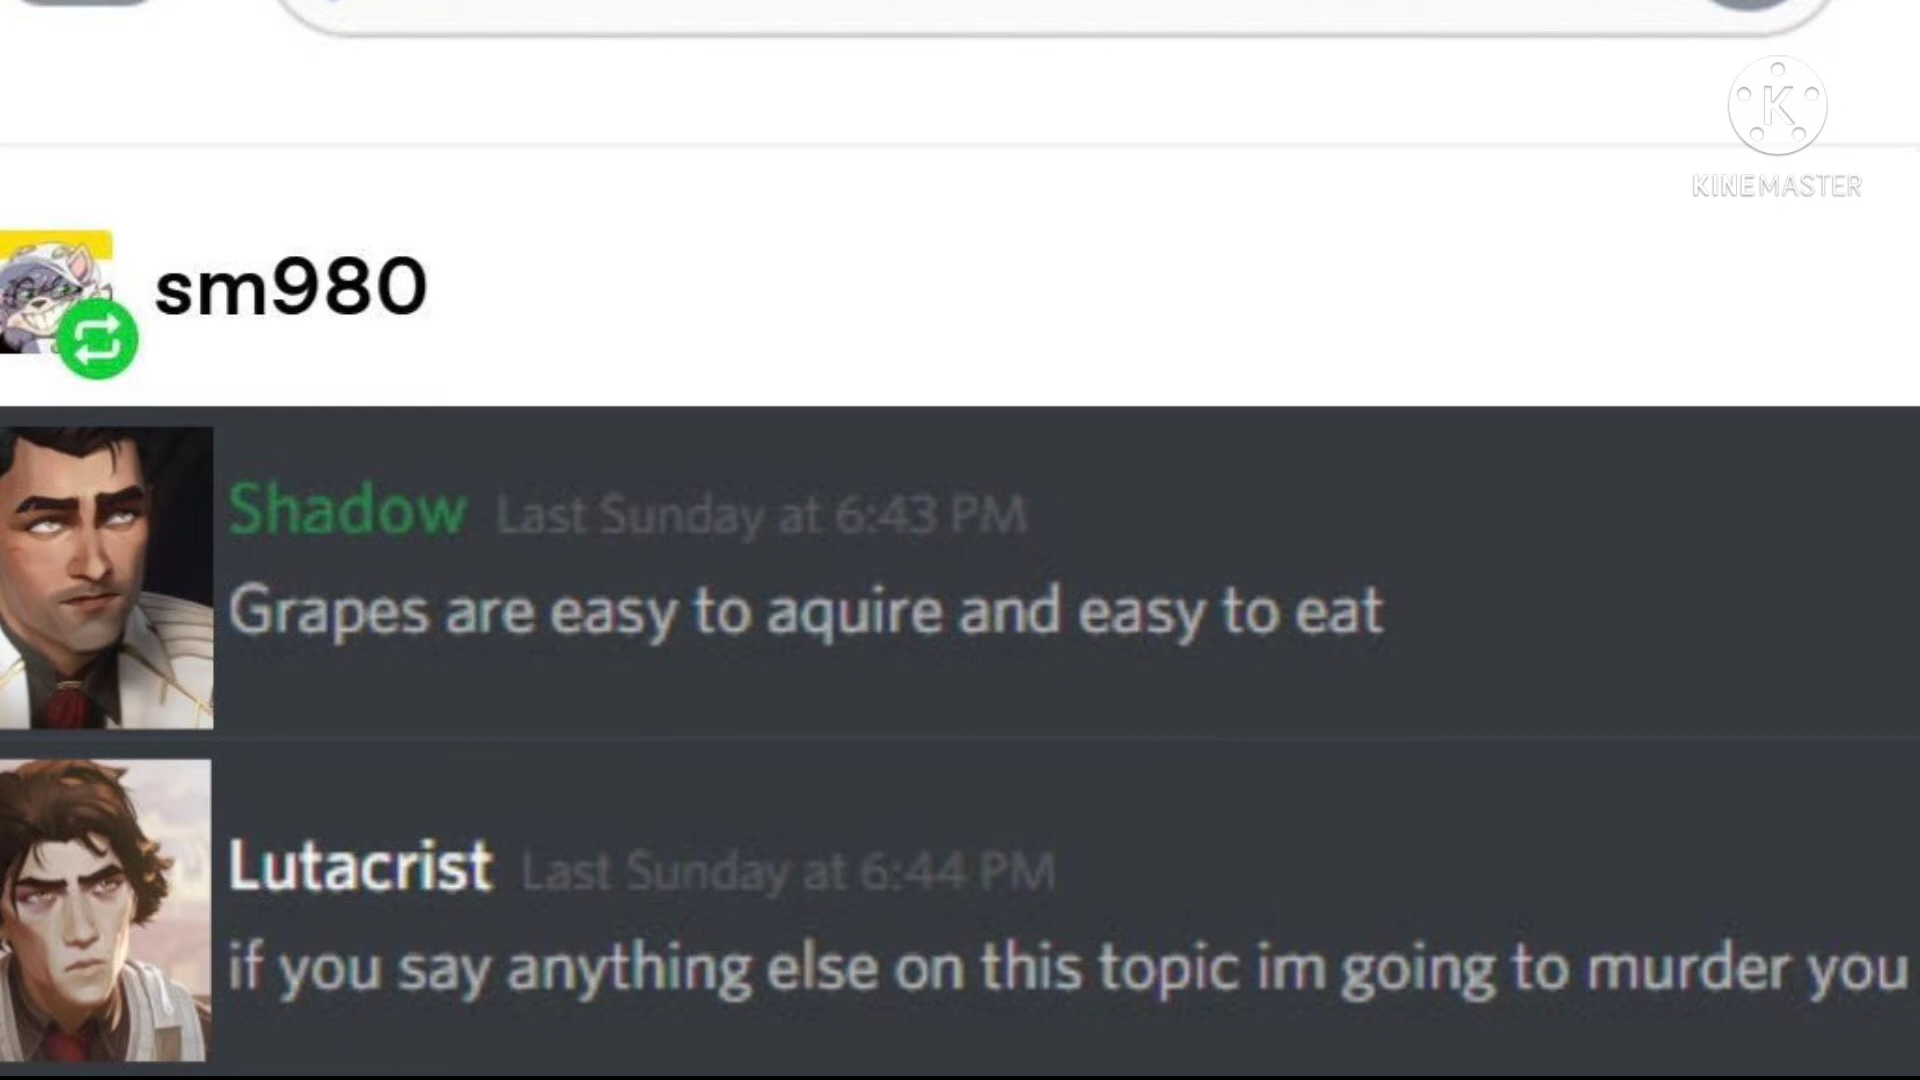 K
KINEMASTER
sm980
Shadow Last Sunday at 6:43 PM
Grapes are easy to aquire and easy to eat
Lutacrist Last Sunday at 6:44 PM
if you say anything else on this topic im going to murder you